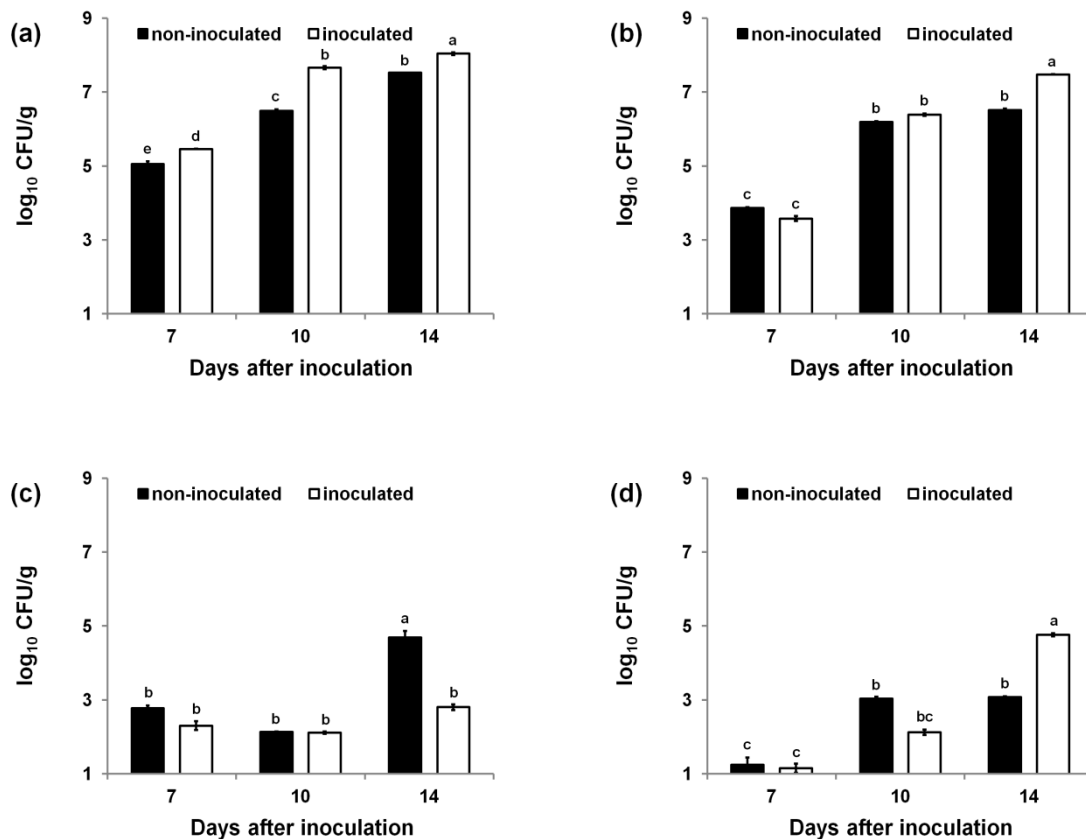 (a)
non-inoculated inoculated
9
7
5
3
1
log10 CFU/g
e d c b b a
7 10 14
Days after inoculation
(b)
non-inoculated inoculated
9
7
5
3
1
log10 CFU/g
c c b b b a
7 10 14
Days after inoculation
(c)
non-inoculated inoculated
9
7
5
3
1
log10 CFU/g
b b b b a b
7 10 14
Days after inoculation
(d)
non-inoculated inoculated
9
7
5
3
1
log10 CFU/g
c c b bc b a
7 10 14
Days after inoculation